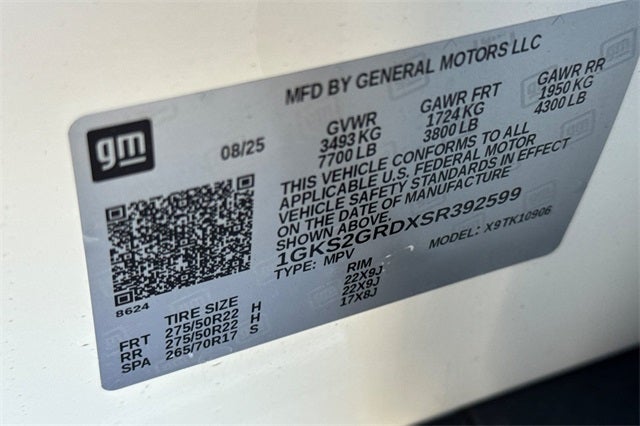 MFD BY GENERAL MOTORS LLC
gm
08/25
GVWR
3493 KG
7700 LB
GAWR FRT
1724 KG
3800 LB
GAWR RR
1950 KG
4300 LB
THIS VEHICLE CONFORMS TO ALL
APPLICABLE U.S. FEDERAL MOTOR
VEHICLE SAFETY STANDARDS IN EFFECT
ON THE DATE OF MANUFACTURE
SHOWN ABOVE.
1GKS2GRDXSR392599
TYPE: MPV
MODEL: X9TK10906
8624
TIRE SIZE
RIM
FRT 275/50R22 H 22X9J
RR 275/50R22 H 22X9J
SPA 265/70R17 S 17X8J